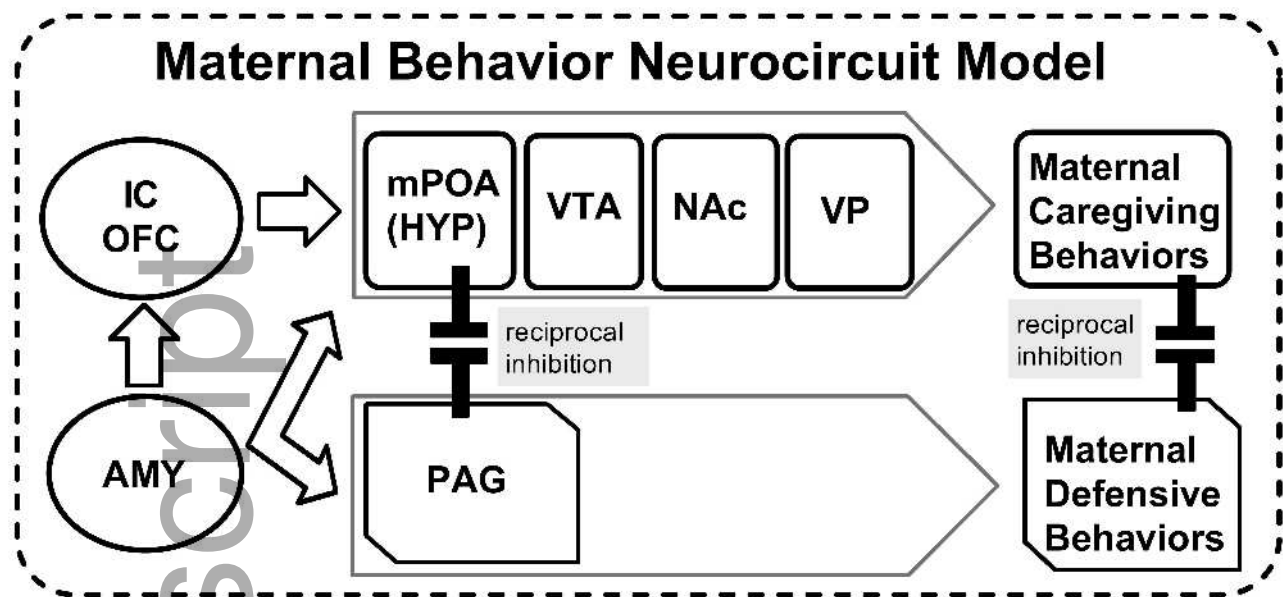 Maternal Behavior Neurocircuit Model
IC
OFC
mPOA
(HYP)
VTA
NAc
VP
Maternal
Caregiving
Behaviors
reciprocal
inhibition
reciprocal
inhibition
AMY
PAG
Maternal
Defensive
Behaviors
script